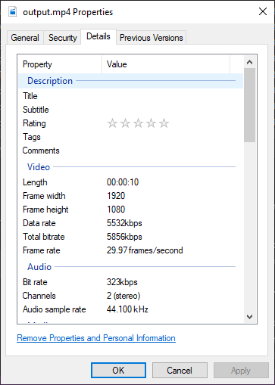 output.mp4 Properties
General Security Details Previous Versions
Property Value
Description
Title
Subtitle
Rating
Tags
Comments
Video
Length 00:00:10
Frame width 1920
Frame height 1080
Data rate 5532kbps
Total bitrate 5856kbps
Frame rate 29.97 frames/second
Audio
Bit rate 323kbps
Channels 2 (stereo)
Audio sample rate 44.100 kHz
Remove Properties and Personal Information
OK Cancel Apply